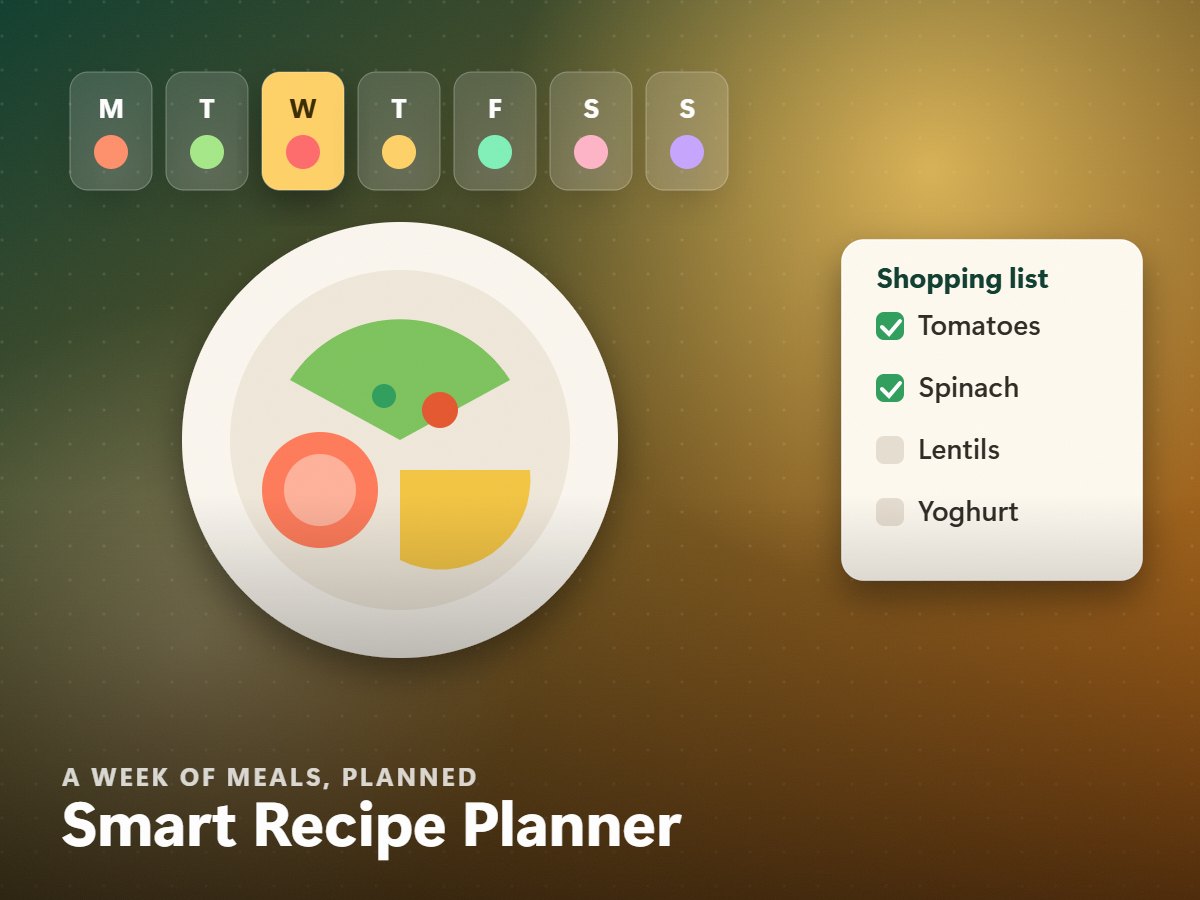 M T W T F S S
Shopping list
Tomatoes
Spinach
Lentils
Yoghurt
A WEEK OF MEALS, PLANNED
Smart Recipe Planner